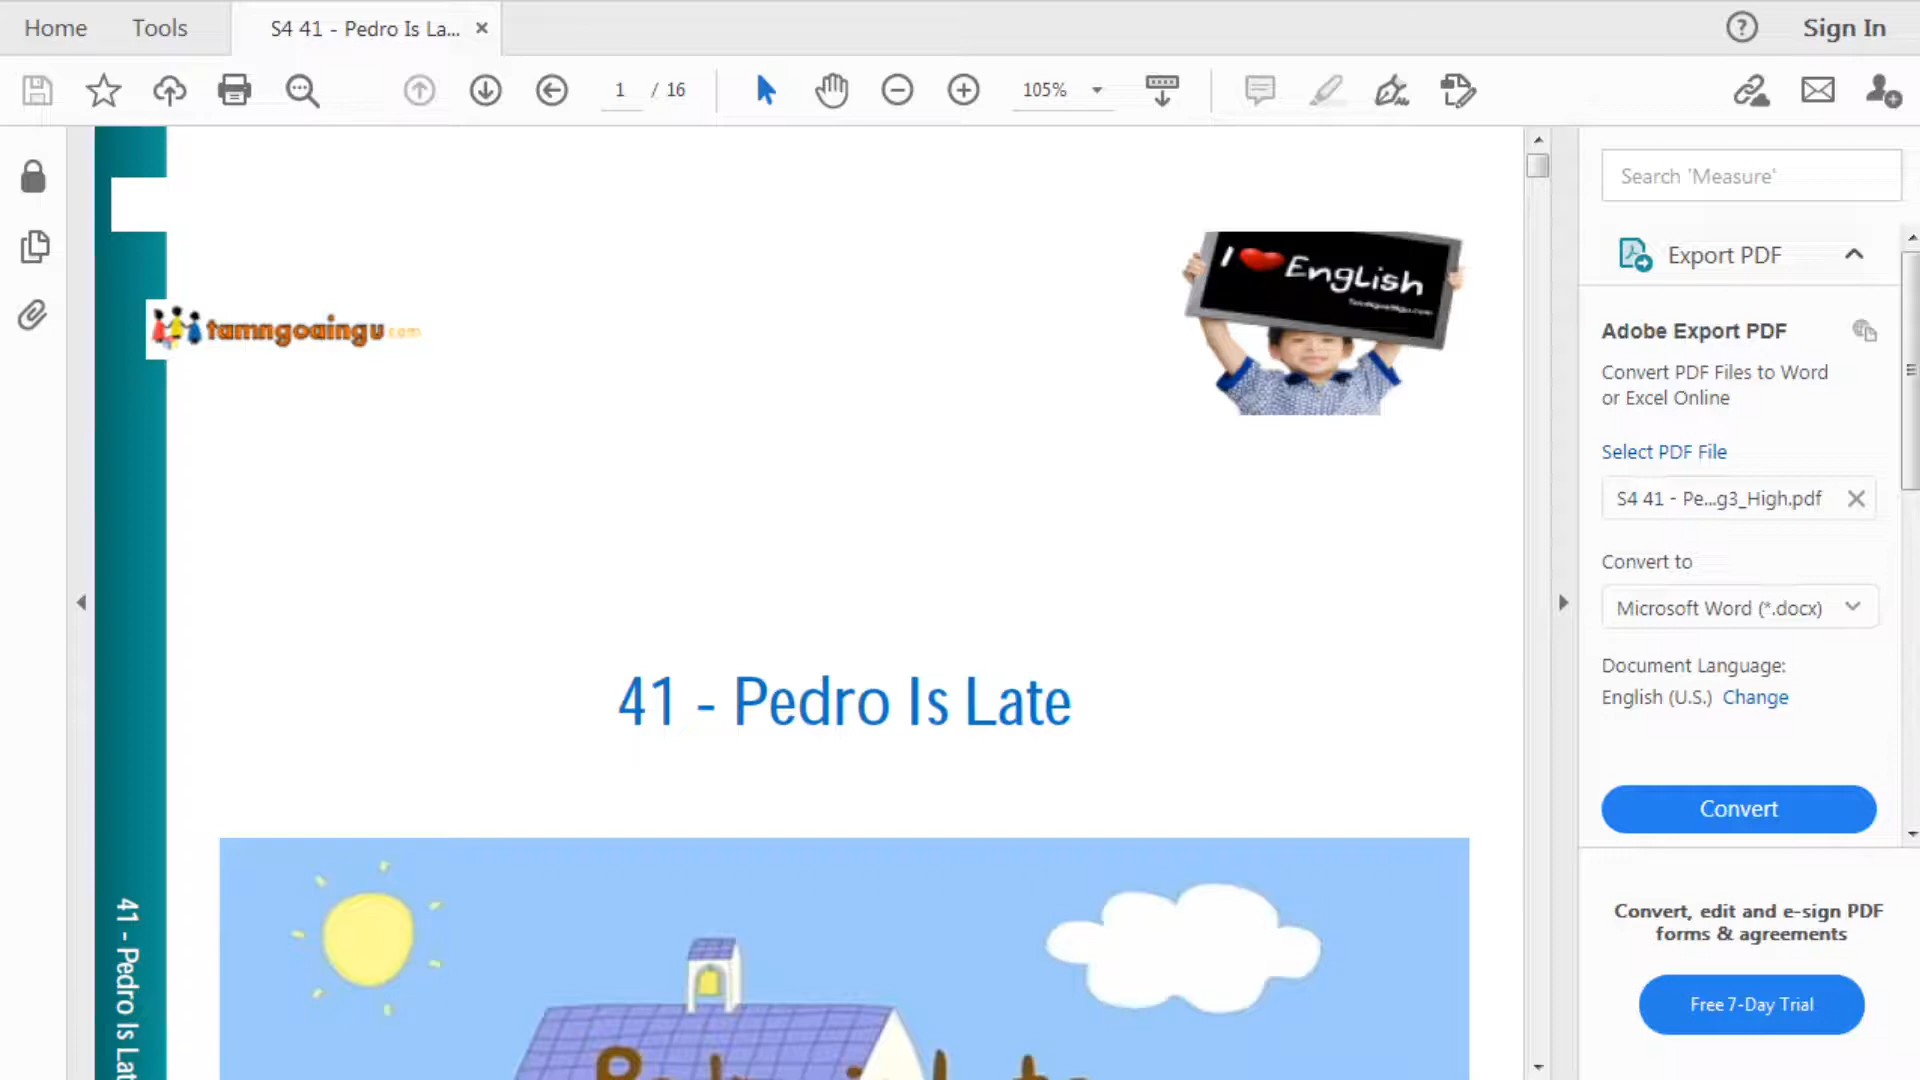 Home Tools S4 41 - Pedro Is La... Sign In
1 / 16 105%
Search 'Measure'
Export PDF
I English
tamngoaingu.com
Adobe Export PDF
Convert PDF Files to Word
or Excel Online
Select PDF File
S4 41 - Pe...g3_High.pdf
Convert to
Microsoft Word (*.docx)
Document Language:
English (U.S.) Change
41 - Pedro Is Late
Convert
Convert, edit and e-sign PDF
forms & agreements
Free 7-Day Trial
41 - Pedro Is Lat